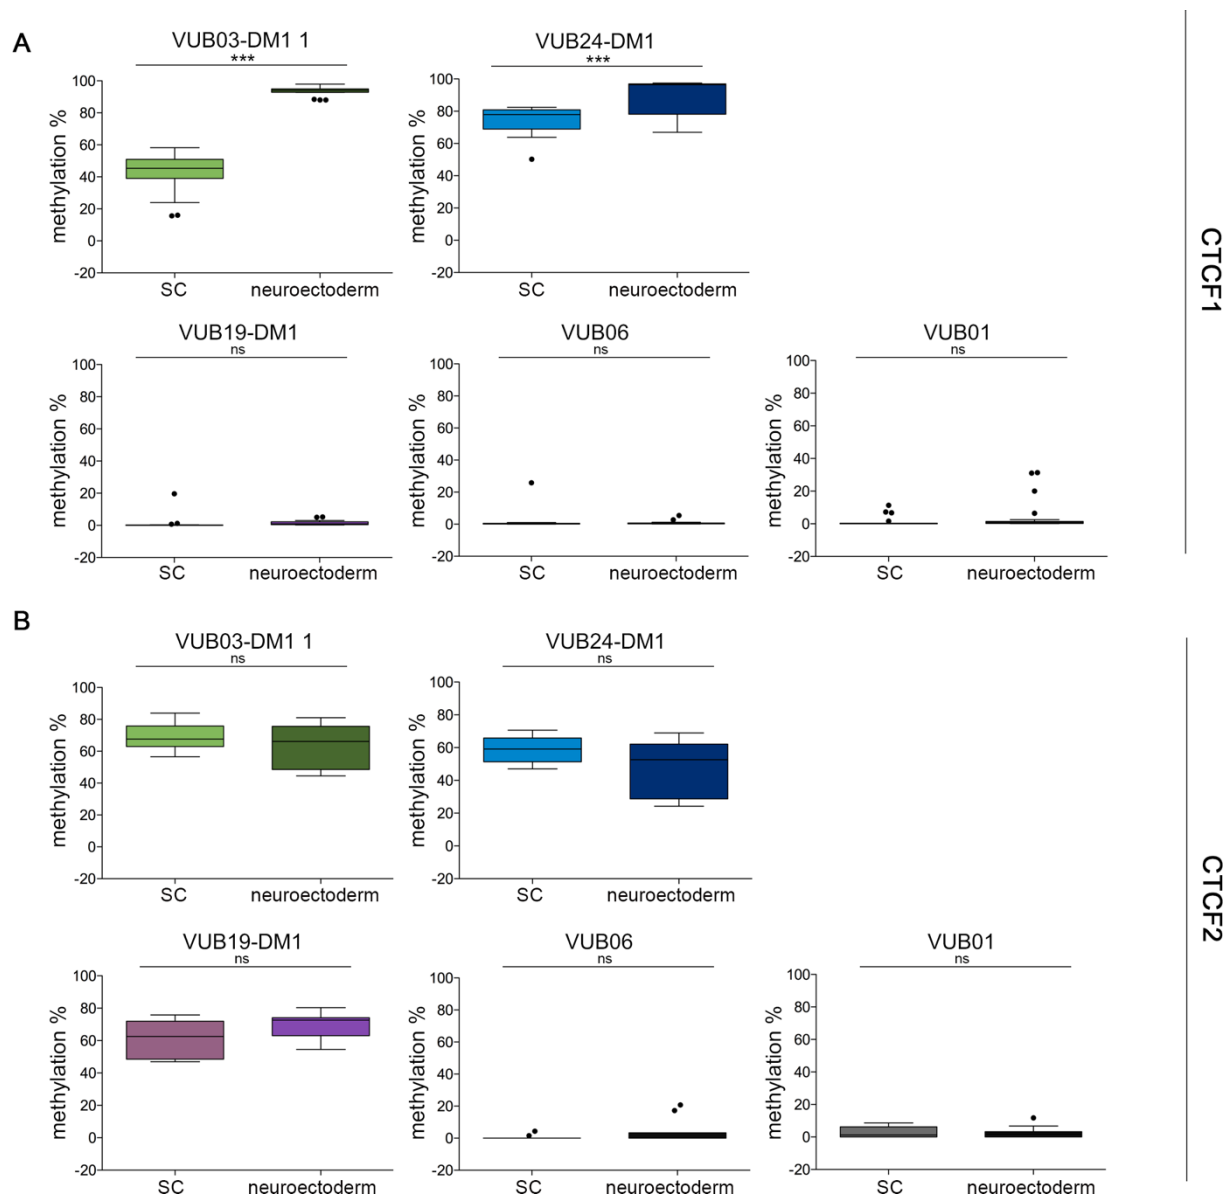 A
VUB03-DM1 1
***
methylation %
100
80
60
40
20
0
-20
SC
neuroectoderm
VUB24-DM1
***
methylation %
100
80
60
40
20
0
-20
SC
neuroectoderm
VUB19-DM1
ns
methylation %
100
80
60
40
20
0
-20
SC
neuroectoderm
VUB06
ns
methylation %
100
80
60
40
20
0
-20
SC
neuroectoderm
VUB01
ns
methylation %
100
80
60
40
20
0
-20
SC
neuroectoderm
CTCF1
B
VUB03-DM1 1
ns
methylation %
100
80
60
40
20
0
-20
SC
neuroectoderm
VUB24-DM1
ns
methylation %
100
80
60
40
20
0
-20
SC
neuroectoderm
VUB19-DM1
ns
methylation %
100
80
60
40
20
0
-20
SC
neuroectoderm
VUB06
ns
methylation %
100
80
60
40
20
0
-20
SC
neuroectoderm
VUB01
ns
methylation %
100
80
60
40
20
0
-20
SC
neuroectoderm
CTCF2